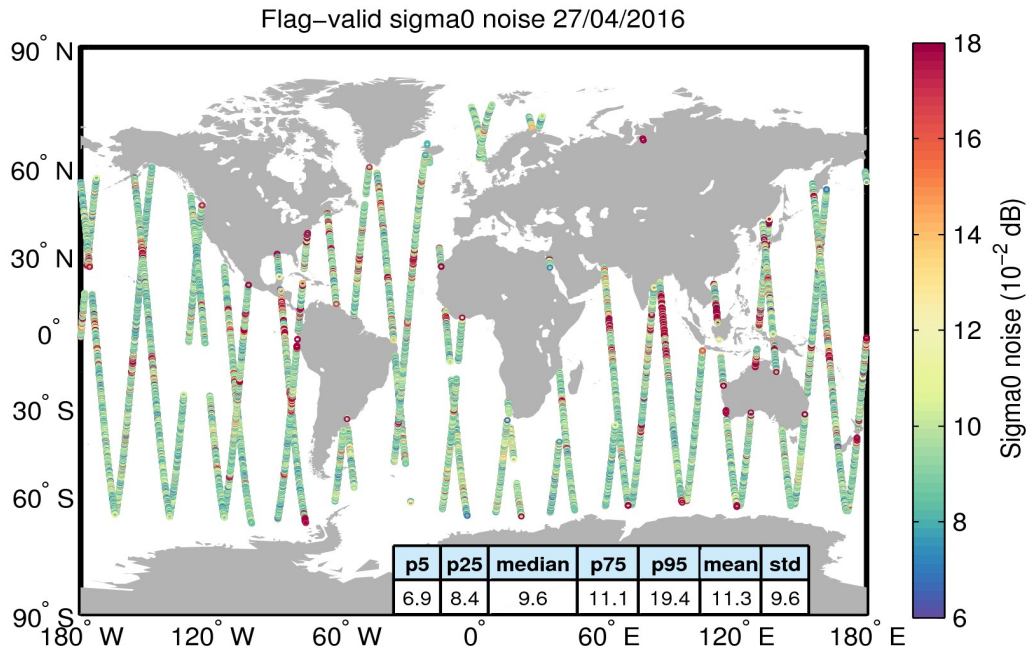 Flag−valid sigma0 noise 27/04/2016
90° N
60° N
30° N
0°
30° S
60° S
90° S
180° W
120° W
60° W
0°
60° E
120° E
180° E
p5 p25 median p75 p95 mean std
6.9 8.4 9.6 11.1 19.4 11.3 9.6
18
16
14
12
10
8
6
Sigma0 noise (10⁻² dB)